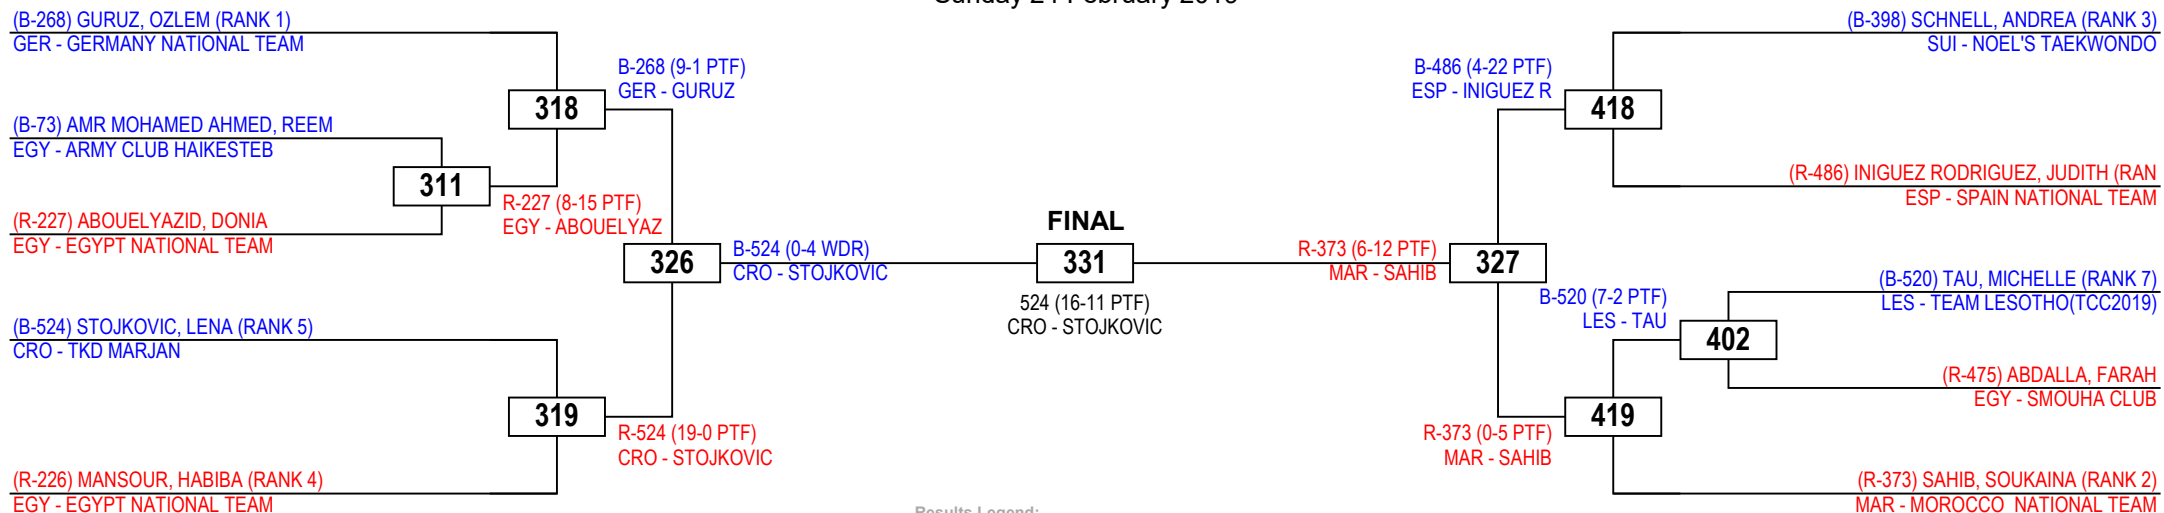 (B-268) GURUZ, OZLEM (RANK 1)
GER - GERMANY NATIONAL TEAM
(B-73) AMR MOHAMED AHMED, REEM
EGY - ARMY CLUB HAIKESTEB
(R-227) ABOUELYAZID, DONIA
EGY - EGYPT NATIONAL TEAM
(B-524) STOJKOVIC, LENA (RANK 5)
CRO - TKD MARJAN
(R-226) MANSOUR, HABIBA (RANK 4)
EGY - EGYPT NATIONAL TEAM
311
R-227 (8-15 PTF)
EGY - ABOUELYAZ
318
B-268 (9-1 PTF)
GER - GURUZ
319
R-524 (19-0 PTF)
CRO - STOJKOVIC
326
B-524 (0-4 WDR)
CRO - STOJKOVIC
FINAL
331
524 (16-11 PTF)
CRO - STOJKOVIC
R-373 (6-12 PTF)
MAR - SAHIB
327
B-486 (4-22 PTF)
ESP - INIGUEZ R
418
R-373 (0-5 PTF)
MAR - SAHIB
419
B-520 (7-2 PTF)
LES - TAU
402
(B-398) SCHNELL, ANDREA (RANK 3)
SUI - NOEL'S TAEKWONDO
(R-486) INIGUEZ RODRIGUEZ, JUDITH (RAN
ESP - SPAIN NATIONAL TEAM
(B-520) TAU, MICHELLE (RANK 7)
LES - TEAM LESOTHO(TCC2019)
(R-475) ABDALLA, FARAH
EGY - SMOUHA CLUB
(R-373) SAHIB, SOUKAINA (RANK 2)
MAR - MOROCCO NATIONAL TEAM
Results Legend: